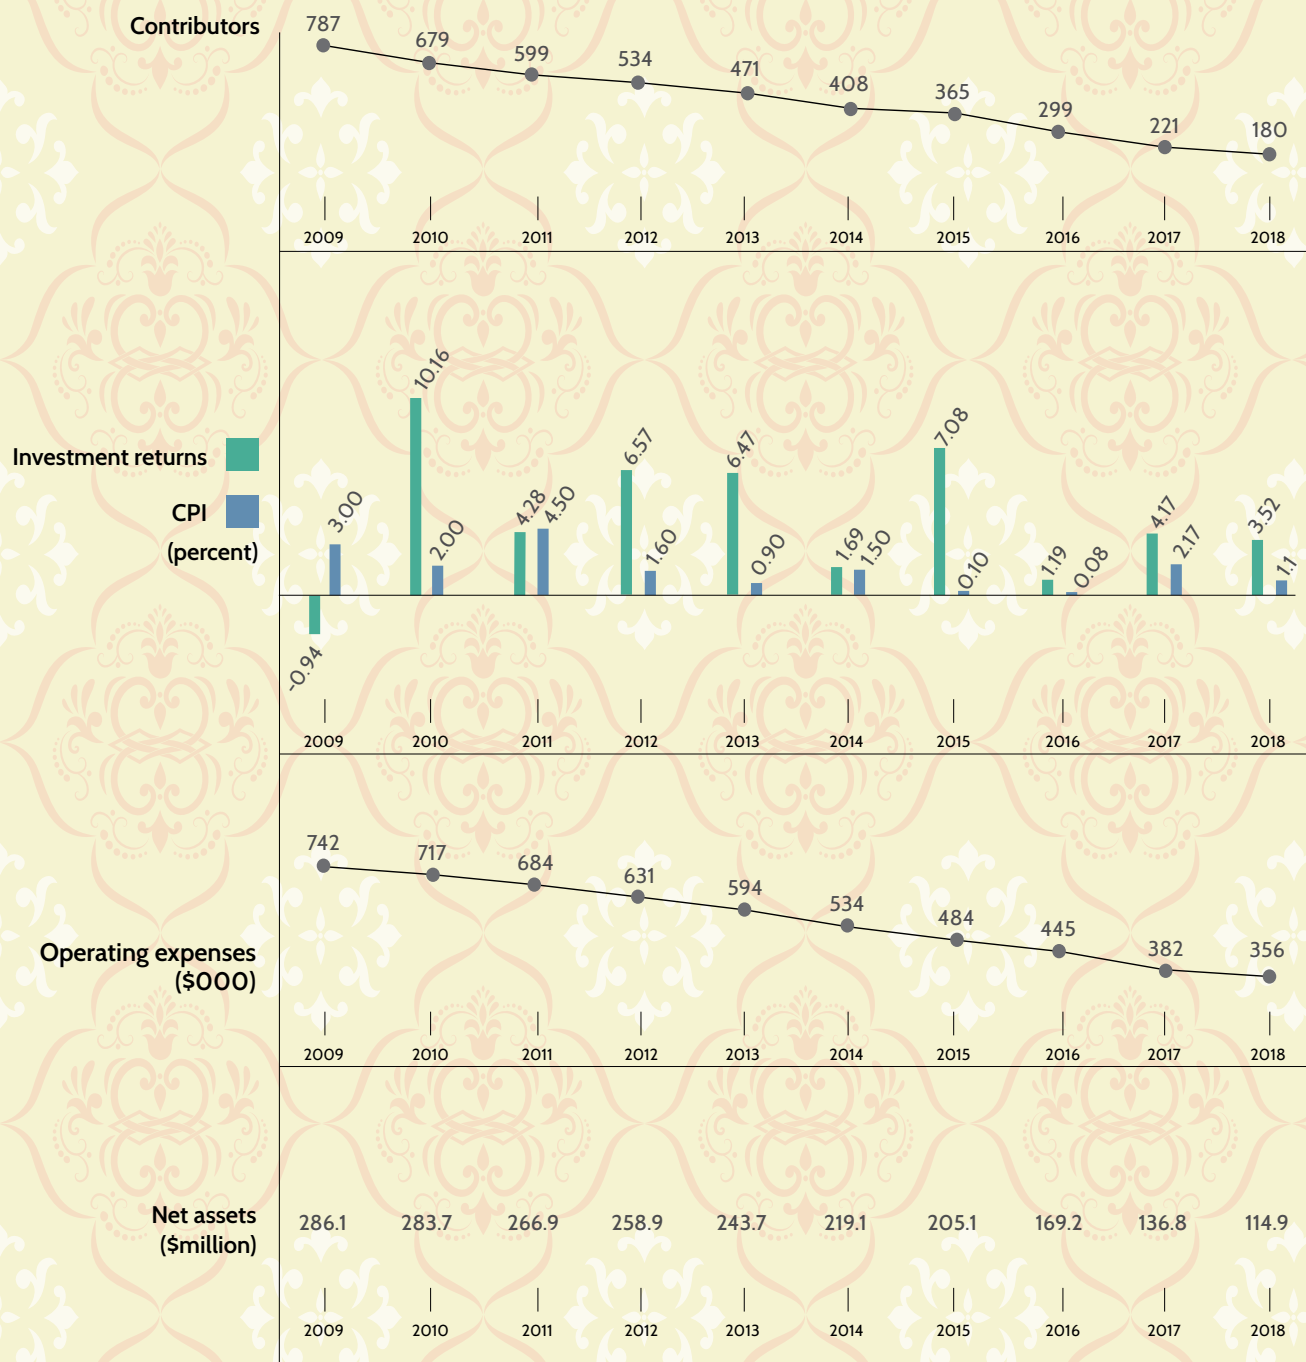 Contributors
787 679 599 534 471 408 365 299 221 180
2009 2010 2011 2012 2013 2014 2015 2016 2017 2018
Investment returns
CPI
(percent)
-0.94 3.00 10.16 2.00 4.28 4.50 6.57 1.60 6.47 0.90 1.69 1.50 7.08 0.10 1.19 0.08 4.17 2.17 3.52 1.1
2009 2010 2011 2012 2013 2014 2015 2016 2017 2018
Operating expenses
($000)
742 717 684 631 594 534 484 445 382 356
2009 2010 2011 2012 2013 2014 2015 2016 2017 2018
Net assets
($million)
286.1 283.7 266.9 258.9 243.7 219.1 205.1 169.2 136.8 114.9
2009 2010 2011 2012 2013 2014 2015 2016 2017 2018